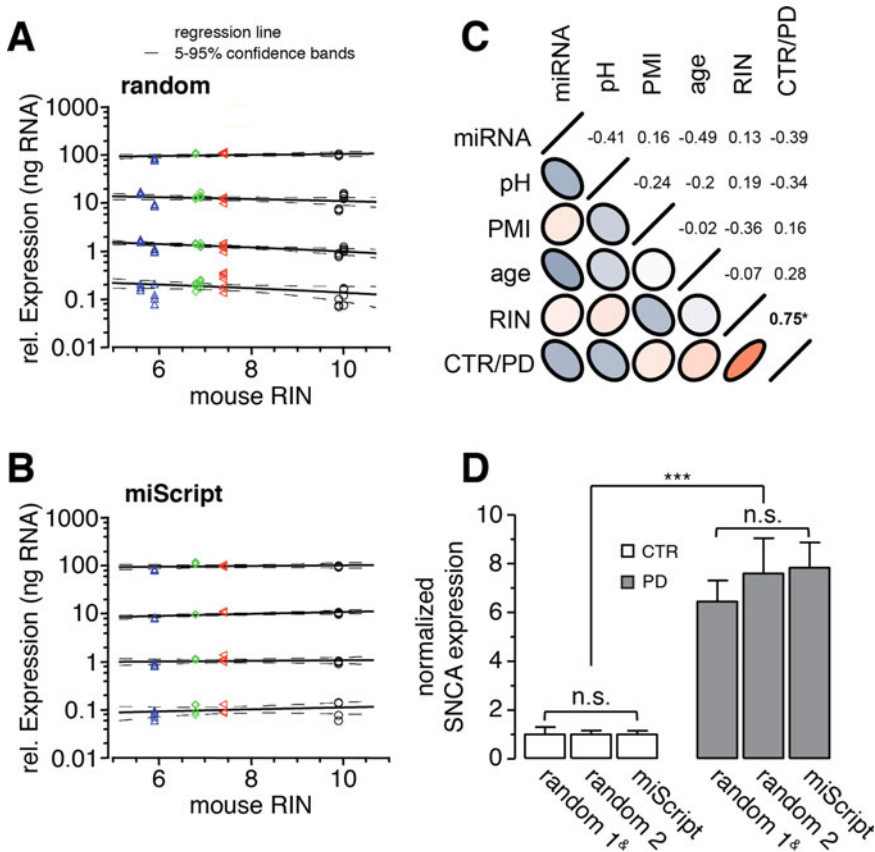 A
regression line
5-95% confidence bands
random
1000
100
10
1
0.1
0.01
rel. Expression (ng RNA)
6 8 10
mouse RIN
B
miScript
1000
100
10
1
0.1
0.01
rel. Expression (ng RNA)
6 8 10
mouse RIN
C
miRNA pH PMI age RIN CTR/PD
miRNA -0.41 0.16 -0.49 0.13 -0.39
pH -0.24 -0.2 0.19 -0.34
PMI -0.02 -0.36 0.16
age -0.07 0.28
RIN 0.75*
CTR/PD
D
***
n.s.
n.s.
CTR
PD
10
8
6
4
2
0
normalized
SNCA expression
random 1&
random 2
miScript
random 1&
random 2
miScript